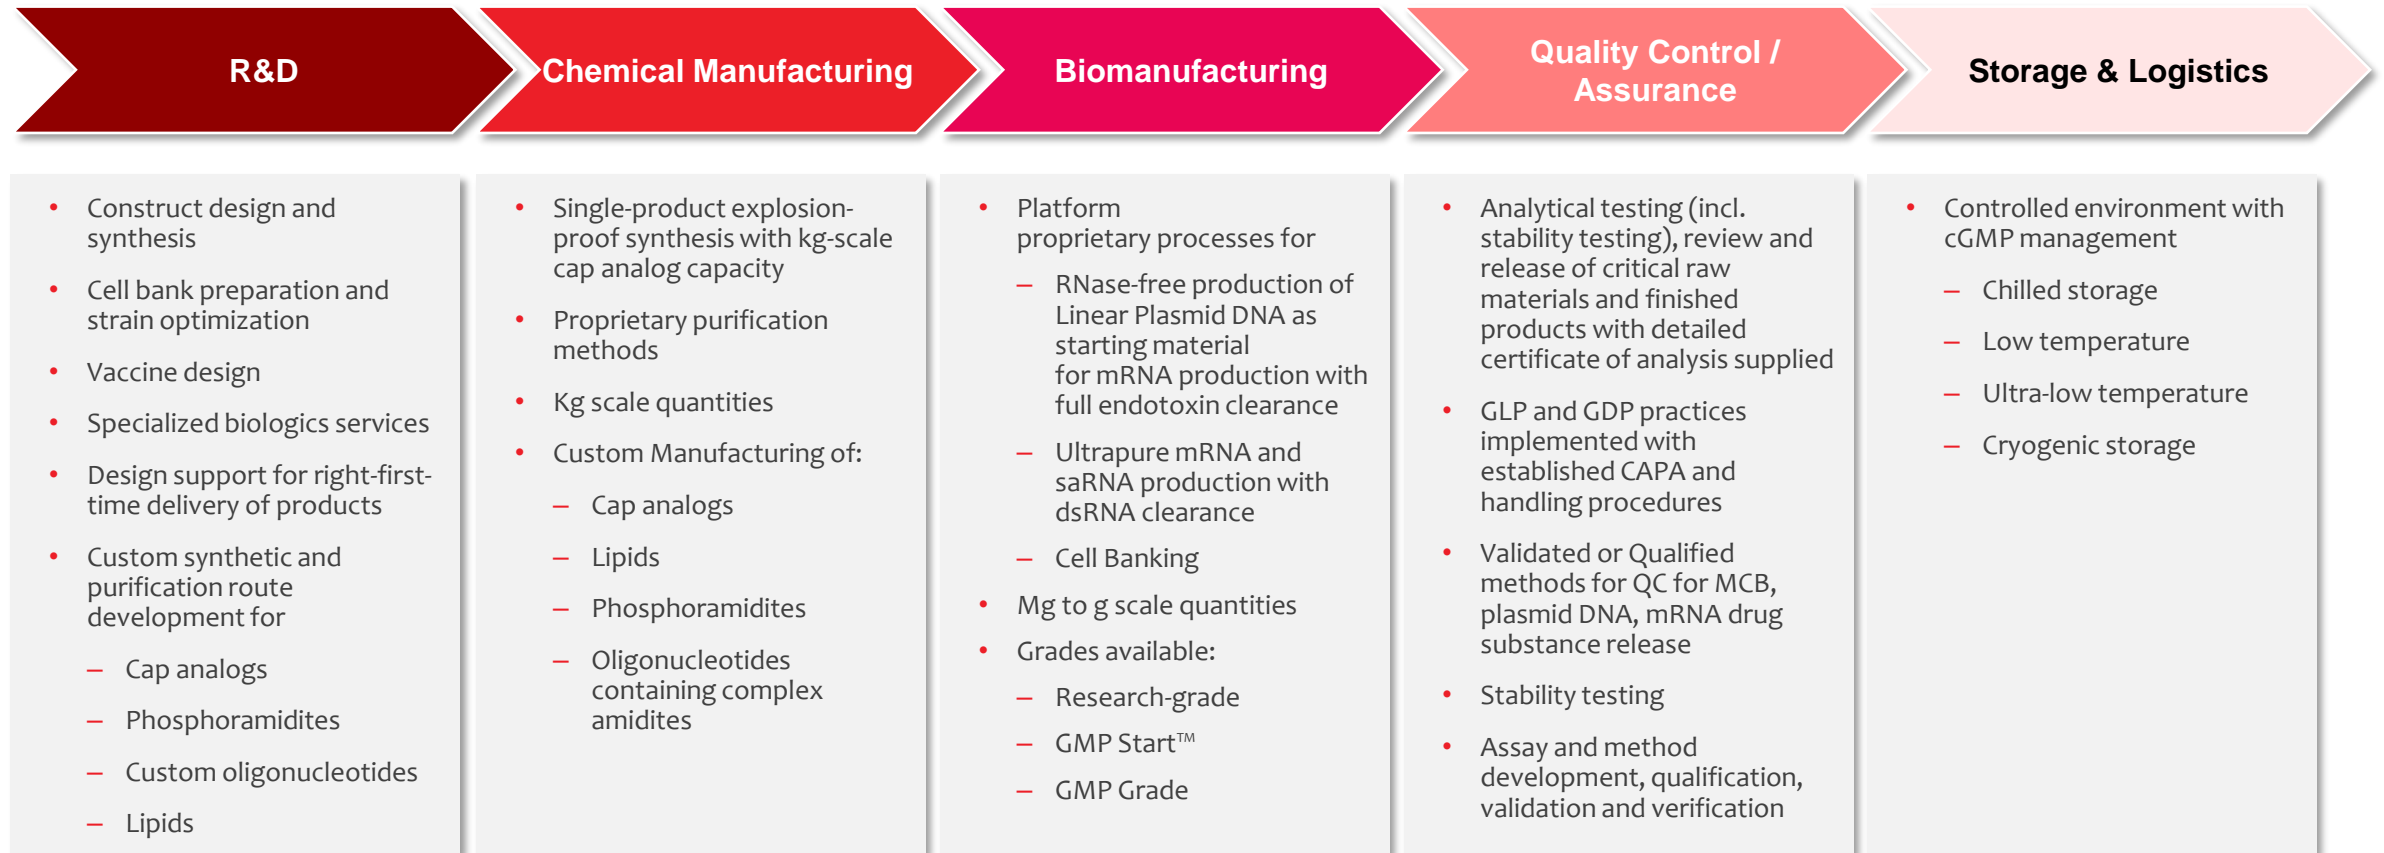 R&D
Chemical Manufacturing
Biomanufacturing
Quality Control /
Assurance
Storage & Logistics
• Construct design and
synthesis
• Cell bank preparation and
strain optimization
• Vaccine design
• Specialized biologics services
• Design support for right-first-
time delivery of products
• Custom synthetic and
purification route
development for
– Cap analogs
– Phosphoramidites
– Custom oligonucleotides
– Lipids
• Single-product explosion-
proof synthesis with kg-scale
cap analog capacity
• Proprietary purification
methods
• Kg scale quantities
• Custom Manufacturing of:
– Cap analogs
– Lipids
– Phosphoramidites
– Oligonucleotides
containing complex
amidites
• Platform
proprietary processes for
– RNase-free production of
Linear Plasmid DNA as
starting material
for mRNA production with
full endotoxin clearance
– Ultrapure mRNA and
saRNA production with
dsRNA clearance
– Cell Banking
• Mg to g scale quantities
• Grades available:
– Research-grade
– GMP Start™
– GMP Grade
• Analytical testing (incl.
stability testing), review and
release of critical raw
materials and finished
products with detailed
certificate of analysis supplied
• GLP and GDP practices
implemented with
established CAPA and
handling procedures
• Validated or Qualified
methods for QC for MCB,
plasmid DNA, mRNA drug
substance release
• Stability testing
• Assay and method
development, qualification,
validation and verification
• Controlled environment with
cGMP management
– Chilled storage
– Low temperature
– Ultra-low temperature
– Cryogenic storage